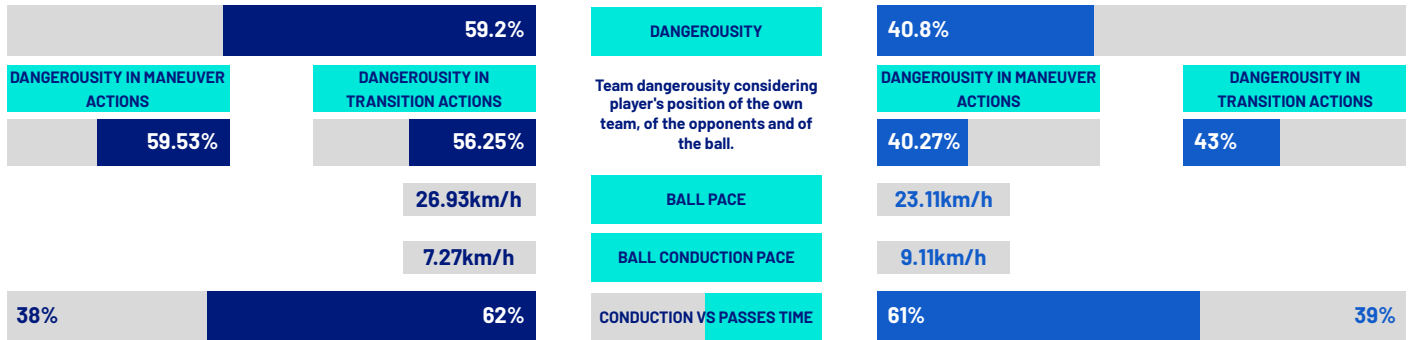 59.2%
DANGEROUSITY
40.8%
DANGEROUSITY IN MANEUVER
ACTIONS
DANGEROUSITY IN
TRANSITION ACTIONS
Team dangerousity considering
player's position of the own
team, of the opponents and of
the ball.
DANGEROUSITY IN MANEUVER
ACTIONS
DANGEROUSITY IN
TRANSITION ACTIONS
59.53%
56.25%
40.27%
43%
26.93km/h
BALL PACE
23.11km/h
7.27km/h
BALL CONDUCTION PACE
9.11km/h
38%
62%
CONDUCTION VS PASSES TIME
61%
39%